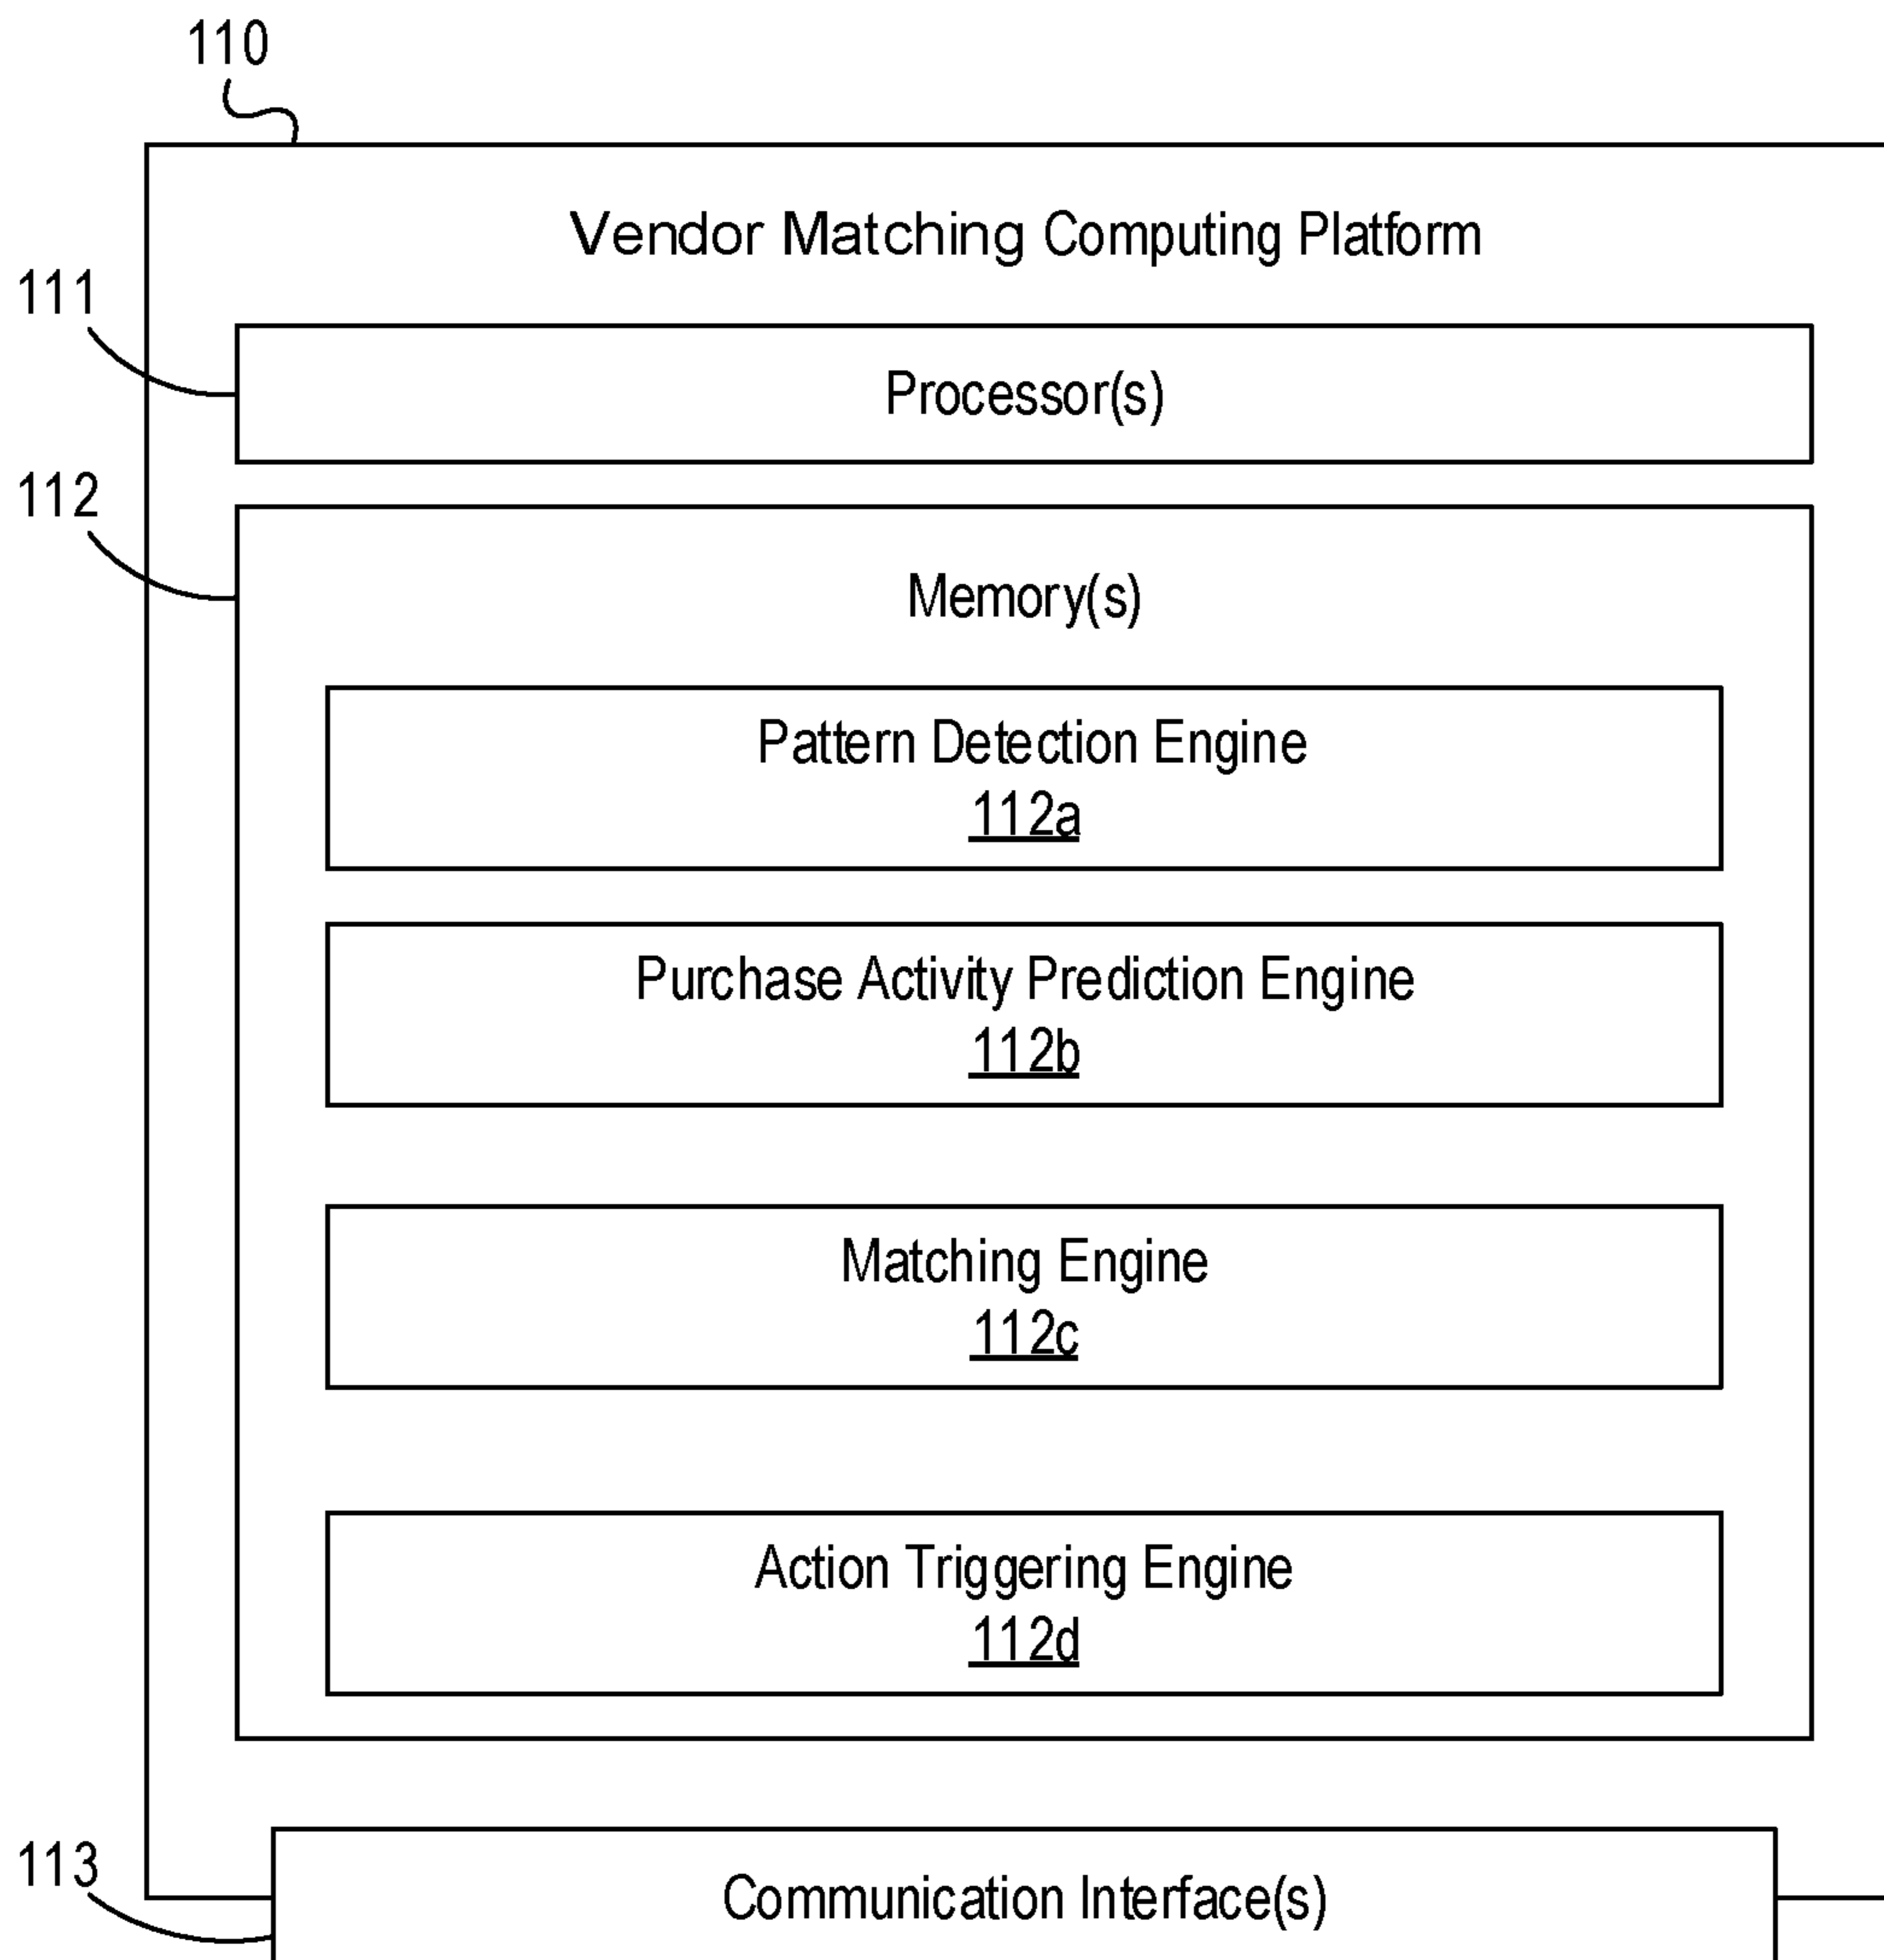 110
Vendor Matching Computing Platform
111
Processor(s)
112
Memory(s)
Pattern Detection Engine
112a
Purchase Activity Prediction Engine
112b
Matching Engine
112c
Action Triggering Engine
112d
113
Communication Interface(s)